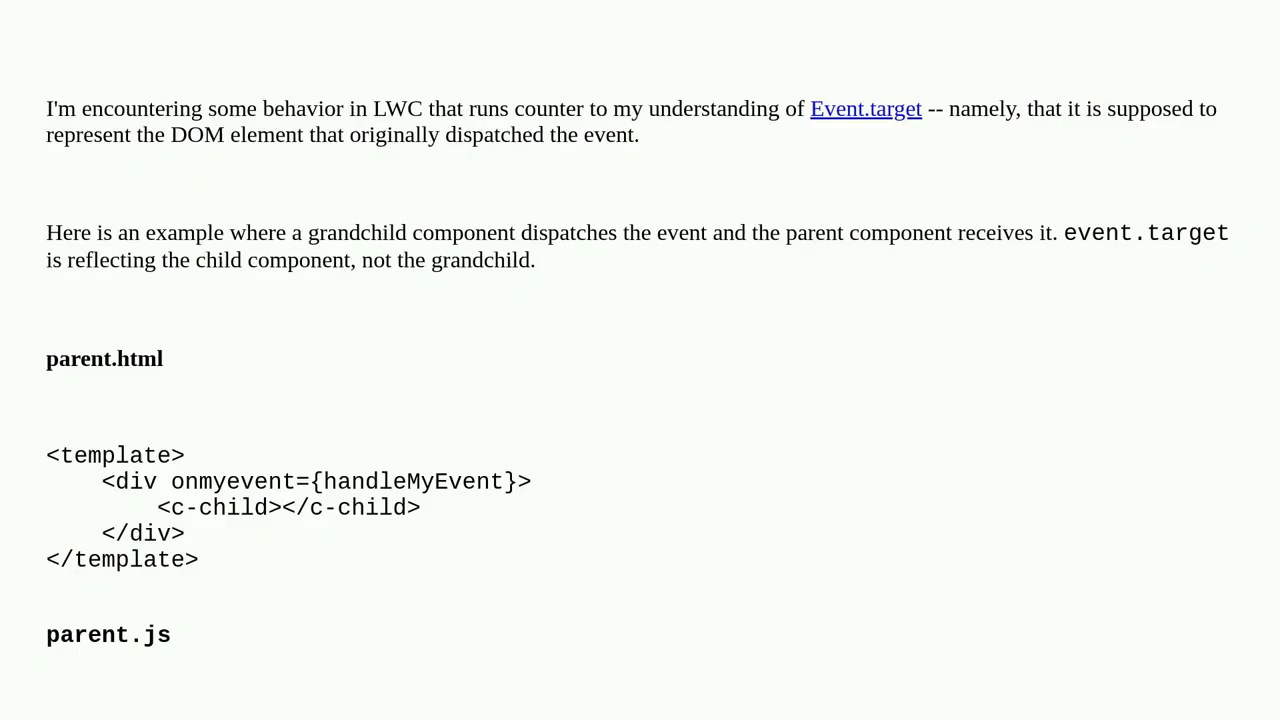 I'm encountering some behavior in LWC that runs counter to my understanding of Event.target -- namely, that it is supposed to
represent the DOM element that originally dispatched the event.
Here is an example where a grandchild component dispatches the event and the parent component receives it. event.target
is reflecting the child component, not the grandchild.
parent.html
<template>
    <div onmyevent={handleMyEvent}>
        <c-child></c-child>
    </div>
</template>
parent.js